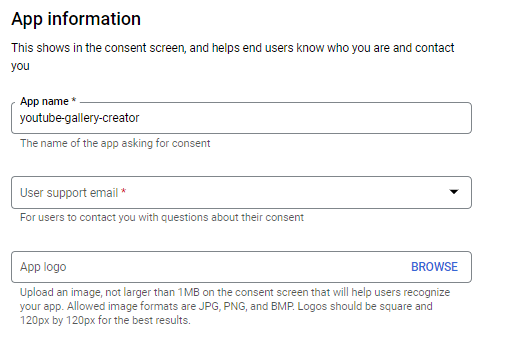 App information
This shows in the consent screen, and helps end users know who you are and contact
you
App name *
youtube-gallery-creator
The name of the app asking for consent
User support email *
For users to contact you with questions about their consent
App logo BROWSE
Upload an image, not larger than 1MB on the consent screen that will help users recognize
your app. Allowed image formats are JPG, PNG, and BMP. Logos should be square and
120px by 120px for the best results.